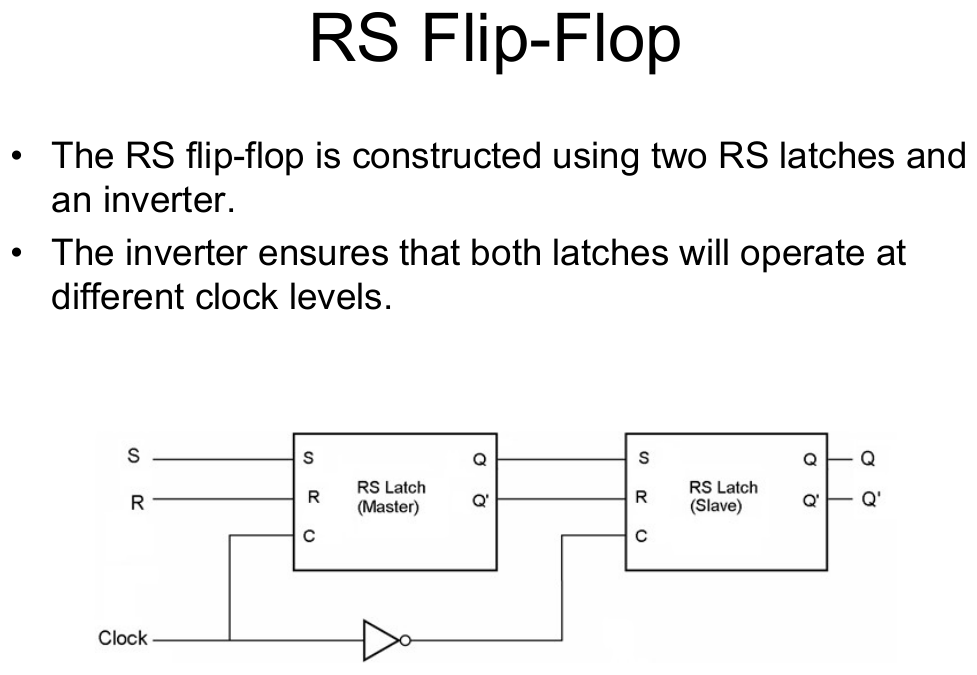 RS Flip-Flop
• The RS flip-flop is constructed using two RS latches and
an inverter.
• The inverter ensures that both latches will operate at
different clock levels.
S S Q S Q Q
RS Latch RS Latch
R R (Master) Q' R (Slave) Q' Q'
C C
Clock